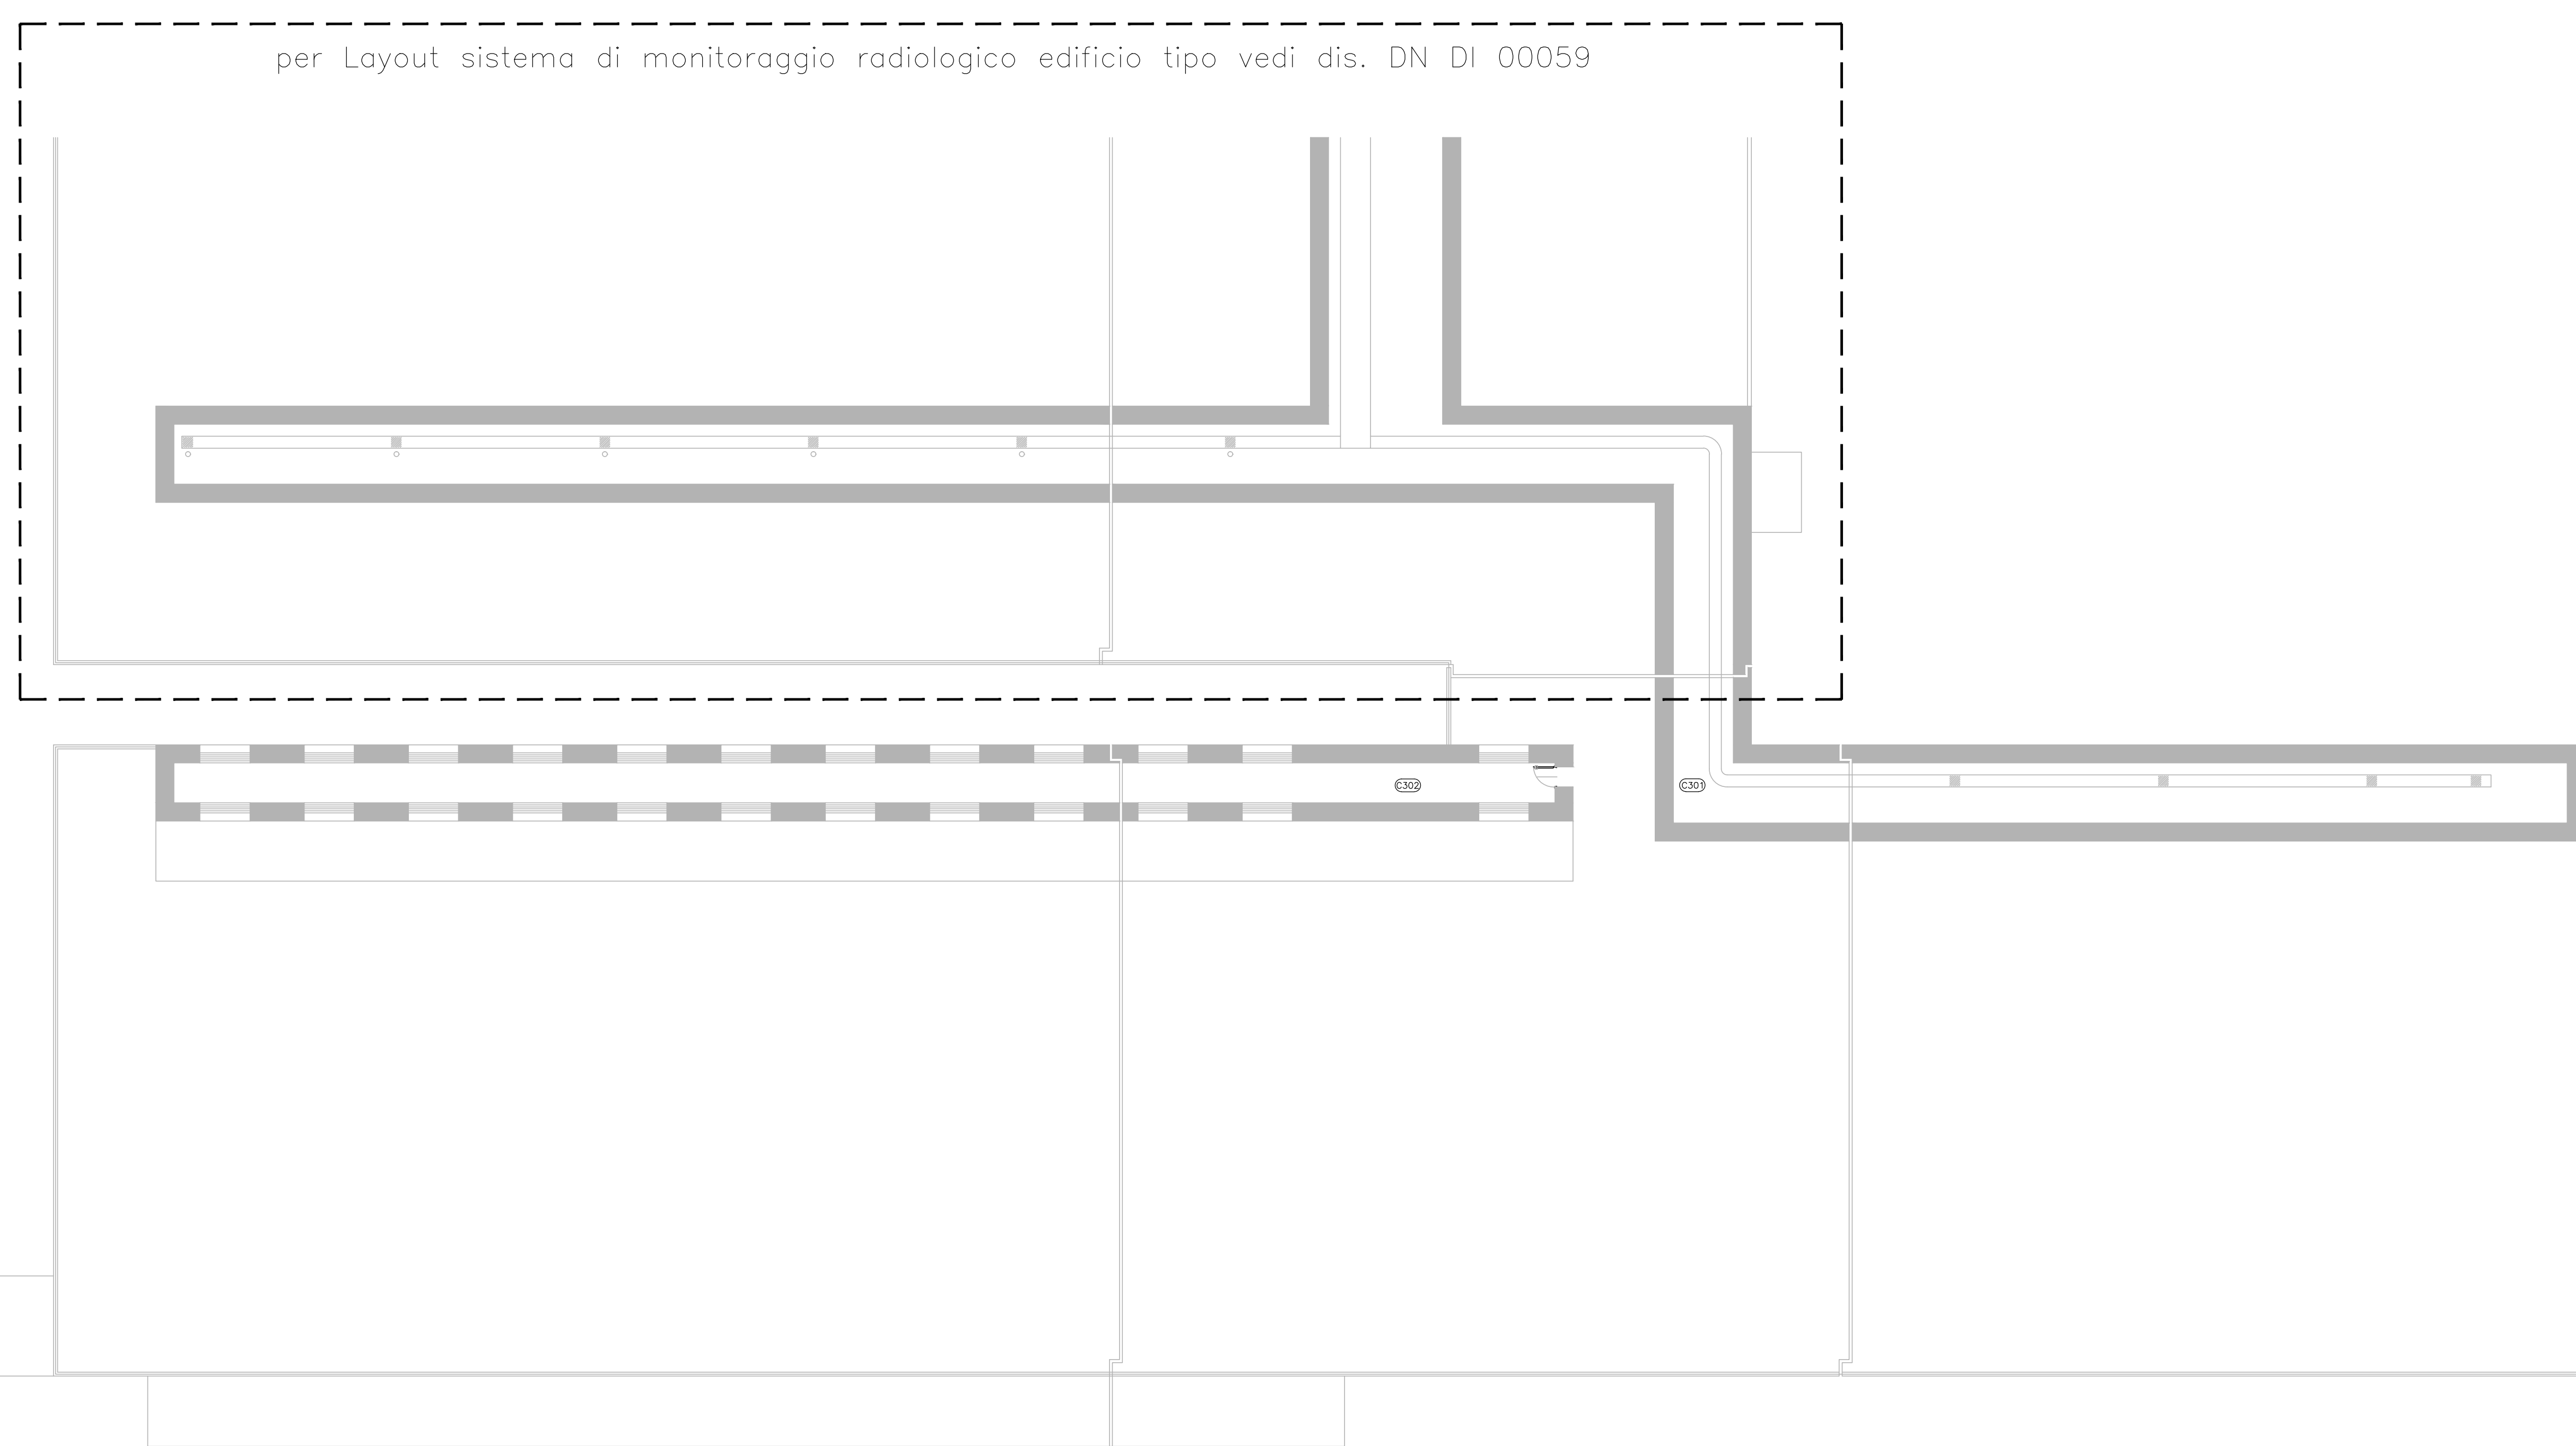 per Layout sistema di monitoraggio radiologico edificio tipo vedi dis. DN DI 00059
C302
C301